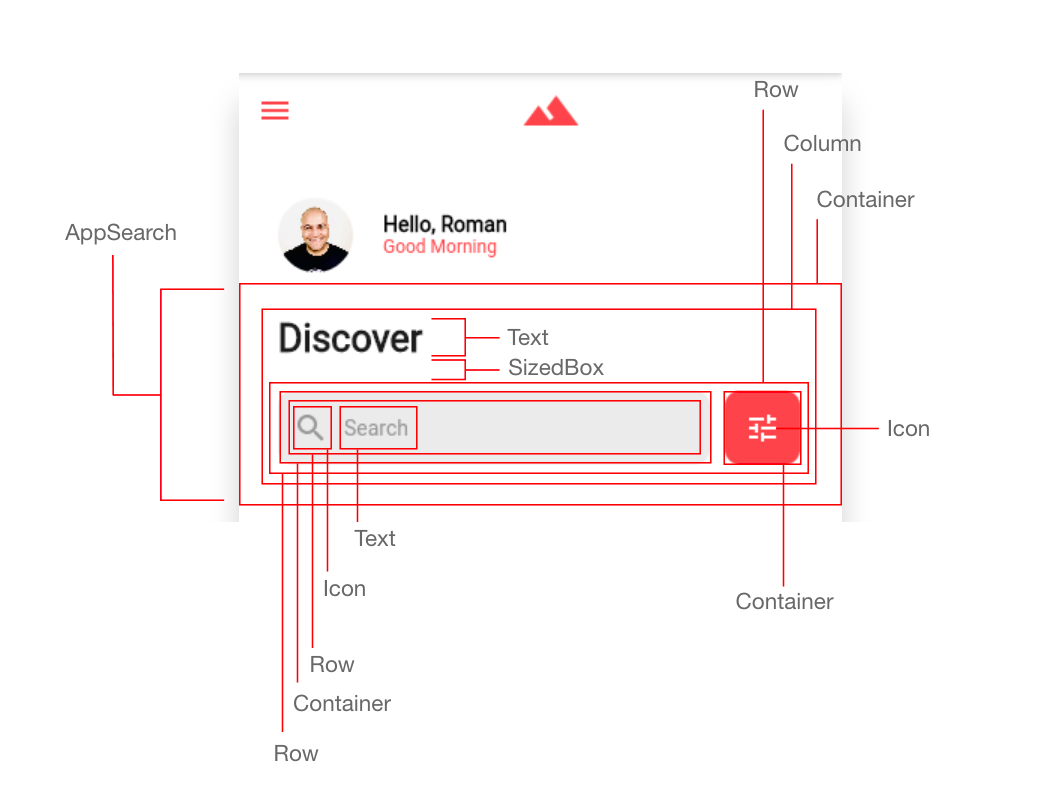 Row
Column
Container
AppSearch
Hello, Roman
Good Morning
Discover
Text
SizedBox
Search
Icon
Text
Icon
Container
Row
Container
Row